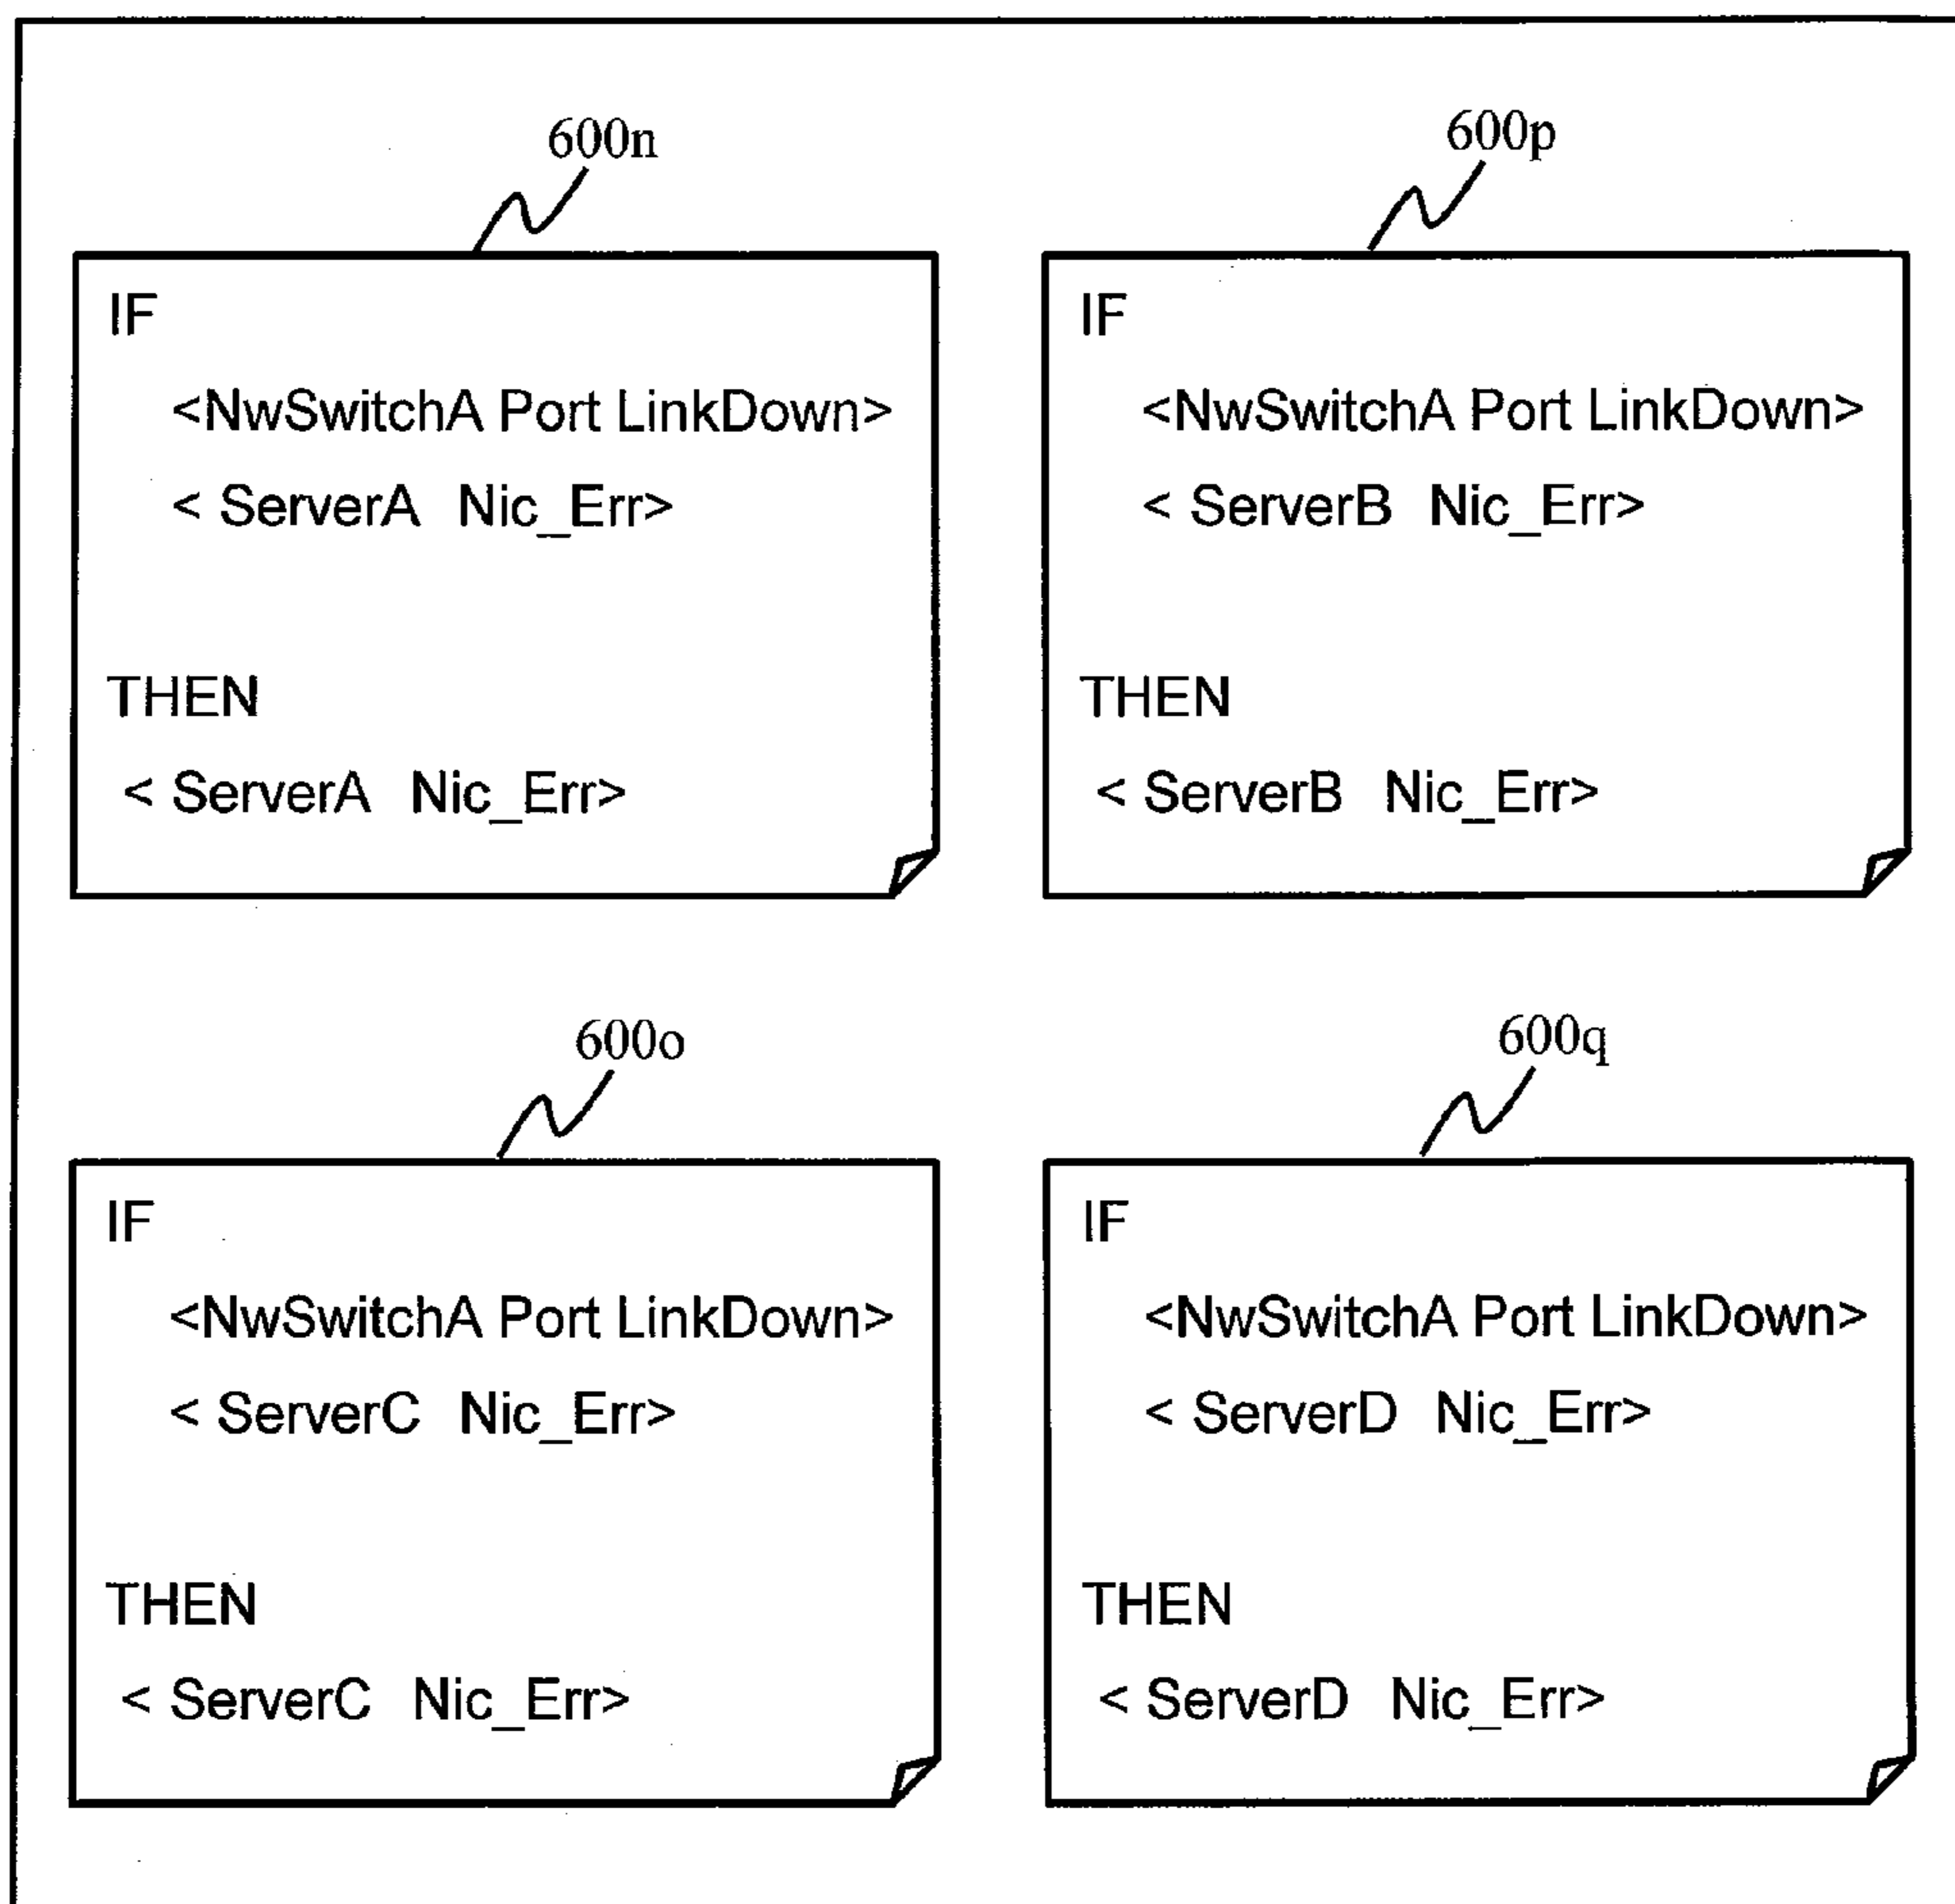 600n
IF
<NwSwitchA Port LinkDown>
< ServerA Nic_Err>
THEN
< ServerA Nic_Err>
600p
IF
<NwSwitchA Port LinkDown>
< ServerB Nic_Err>
THEN
< ServerB Nic_Err>
600o
IF
<NwSwitchA Port LinkDown>
< ServerC Nic_Err>
THEN
< ServerC Nic_Err>
600q
IF
<NwSwitchA Port LinkDown>
< ServerD Nic_Err>
THEN
< ServerD Nic_Err>